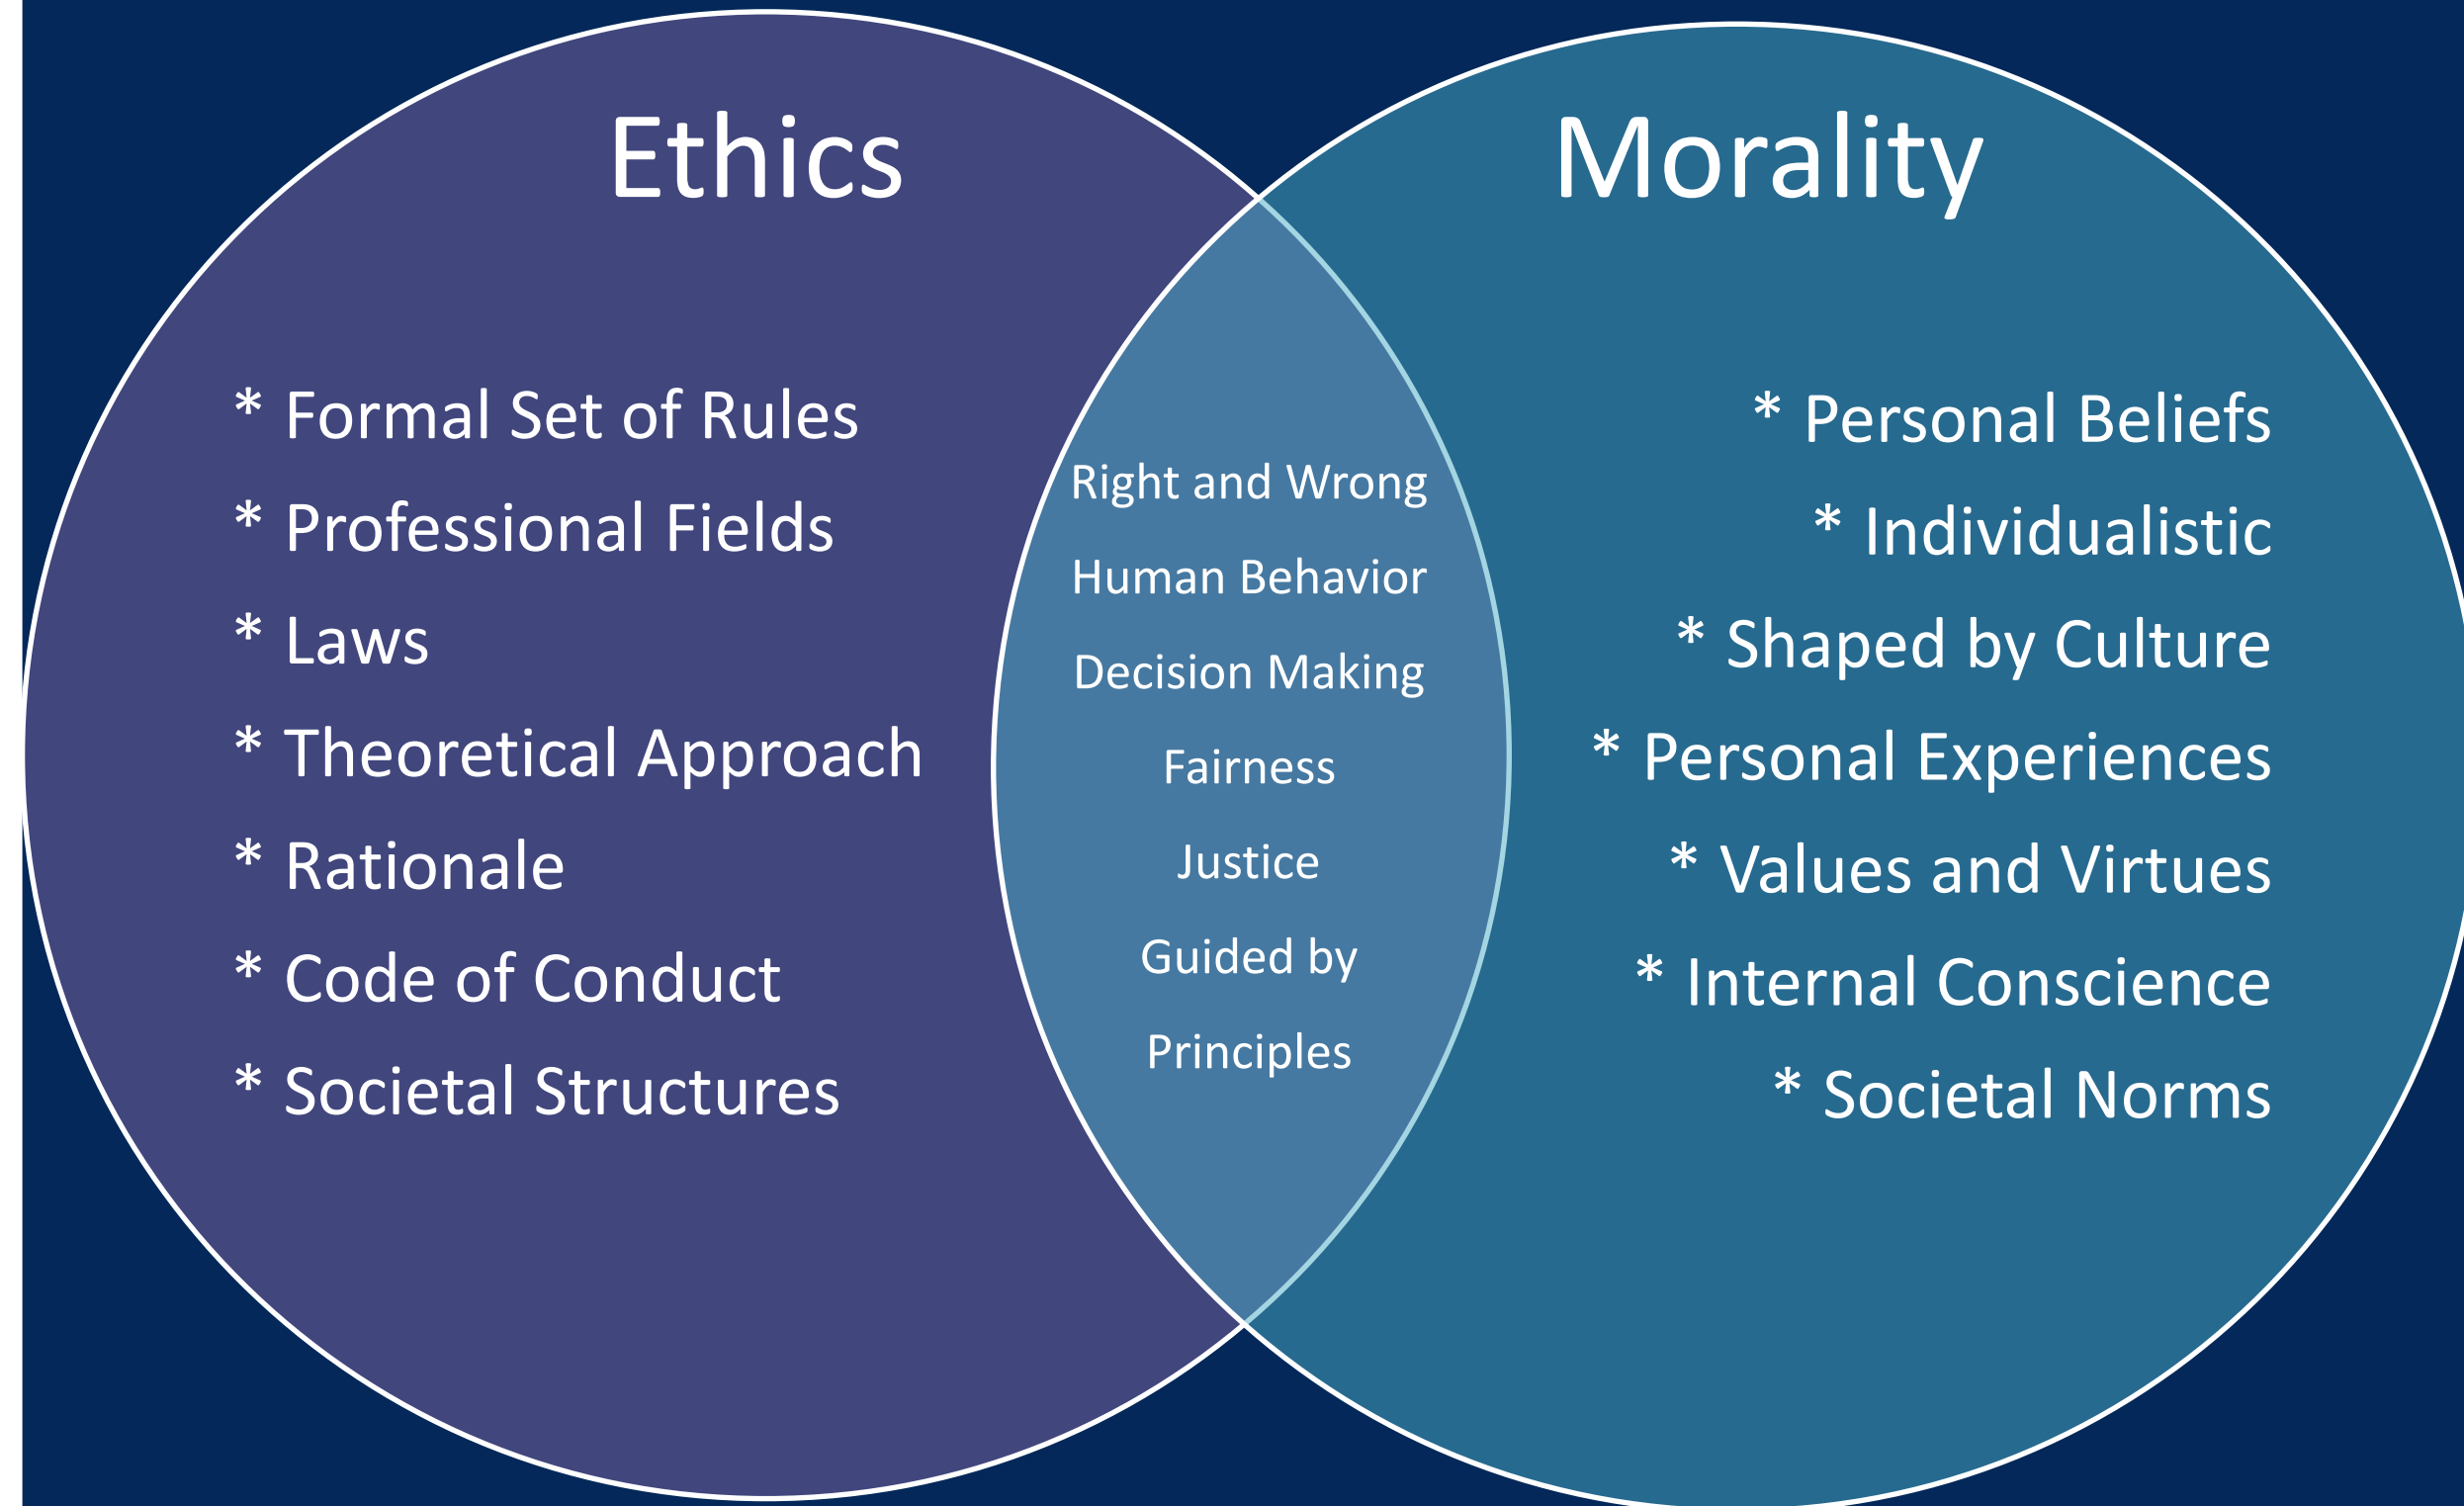 Ethics
* Formal Set of Rules
* Professional Fields
* Laws
* Theoretical Approach
* Rationale
* Code of Conduct
* Societal Structures
Right and Wrong
Human Behavior
Decision Making
Fairness
Justice
Guided by
Principles
Morality
* Personal Beliefs
* Individualistic
* Shaped by Culture
* Personal Experiences
* Values and Virtues
* Internal Conscience
* Societal Norms